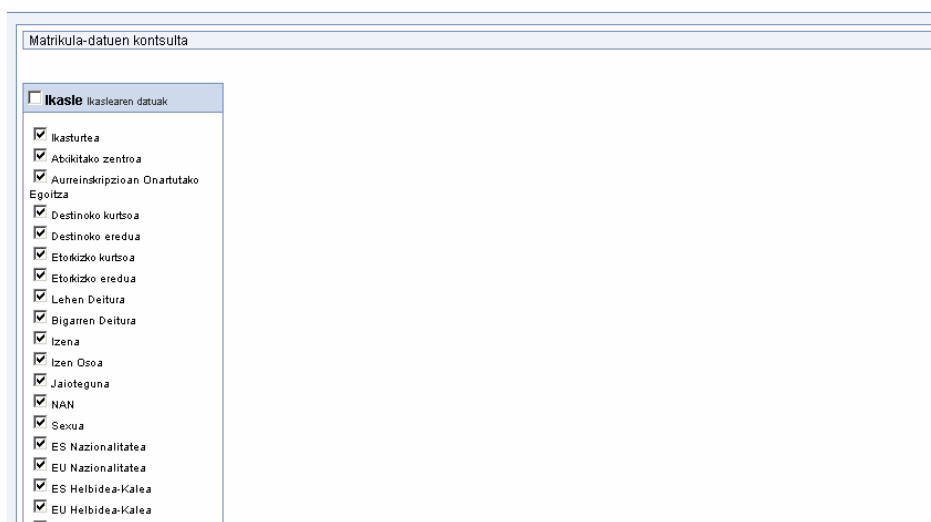 Matrikula-datuen kontsulta
Ikasle Ikaslearen datuak
Ikasturtea
Atxikitako zentroa
Aurreinskripzioan Onartutako
Egoitza
Destinoko kurtsoa
Destinoko eredua
Etorkizko kurtsoa
Etorkizko eredua
Lehen Deitura
Bigarren Deitura
Izena
Izen Osoa
Jaioteguna
NAN
Sexua
ES Nazionalitatea
EU Nazionalitatea
ES Helbidea-Kalea
EU Helbidea-Kalea